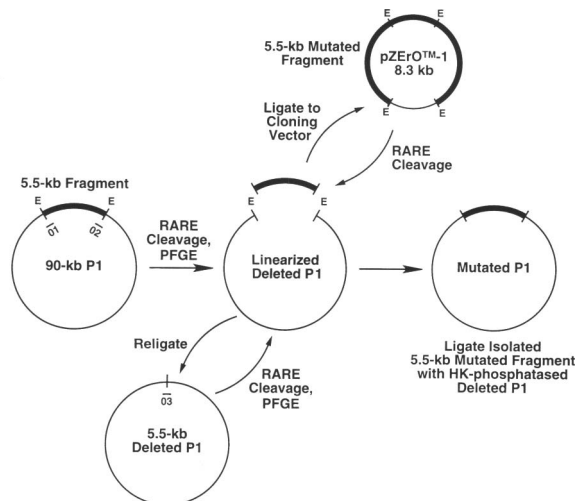 E
E
5.5-kb Mutated
Fragment
pZErO™-1
8.3 kb
E
E
Ligate to
Cloning
Vector
RARE
Cleavage
5.5-kb Fragment
E
E
01
02
90-kb P1
RARE
Cleavage,
PFGE
E
E
Linearized
Deleted P1
Mutated P1
Religate
RARE
Cleavage,
PFGE
Ligate Isolated
5.5-kb Mutated Fragment
with HK-phosphatased
Deleted P1
03
5.5-kb
Deleted P1